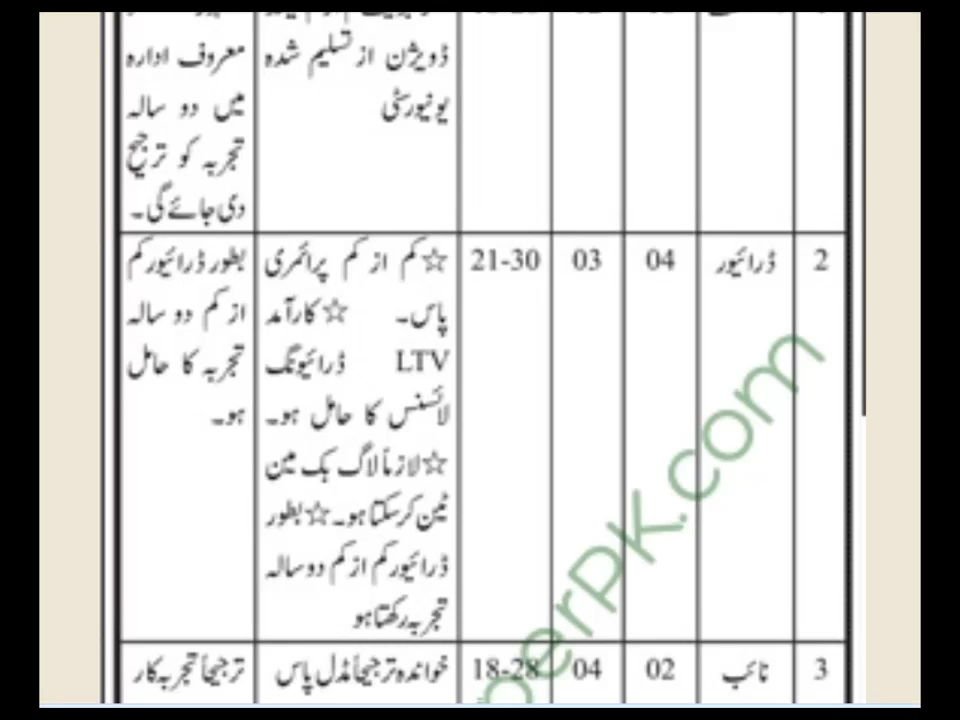 ڈویژن از تسلیم شدہ
یونیورسٹی
معروف ادارہ
میں دو سالہ
تجربہ کو ترجیح
دی جائے گی۔
2
ڈرائیور
04
03
21-30
☆کم از کم پرائمری
پاس۔ ☆کارآمد
LTV ڈرائیونگ
لائسنس کا حامل ہو۔
☆لازماً لاگ بک مین
ٹین کرسکتا ہو۔☆بطور
ڈرائیور کم از کم دو سالہ
تجربہ رکھتا ہو
بطور ڈرائیور کم
از کم دو سالہ
تجربہ کا حامل
ہو۔
3
نائب
02
04
18-28
خواندہ ترجیحاً مڈل پاس
ترجیحاً تجربہ کار
perPK.com